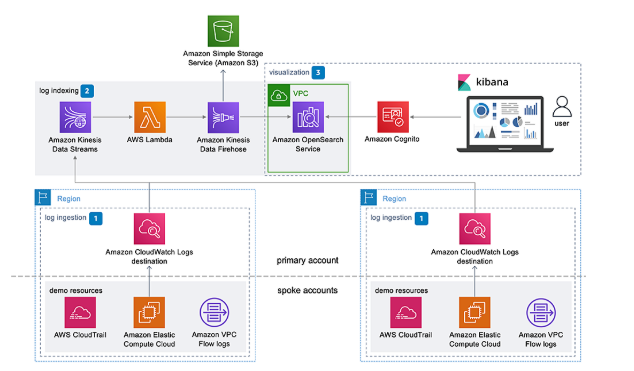 Amazon Simple Storage
Service (Amazon S3)
log indexing 2
visualization 3
VPC
kibana
Amazon Kinesis
Data Streams
AWS Lambda
Amazon Kinesis
Data Firehose
Amazon OpenSearch
Service
Amazon Cognito
user
Region
log ingestion 1
Amazon CloudWatch Logs
destination
Region
log ingestion 1
Amazon CloudWatch Logs
destination
primary account
spoke accounts
demo resources
AWS CloudTrail
Amazon Elastic
Compute Cloud
Amazon VPC
Flow logs
demo resources
AWS CloudTrail
Amazon Elastic
Compute Cloud
Amazon VPC
Flow logs